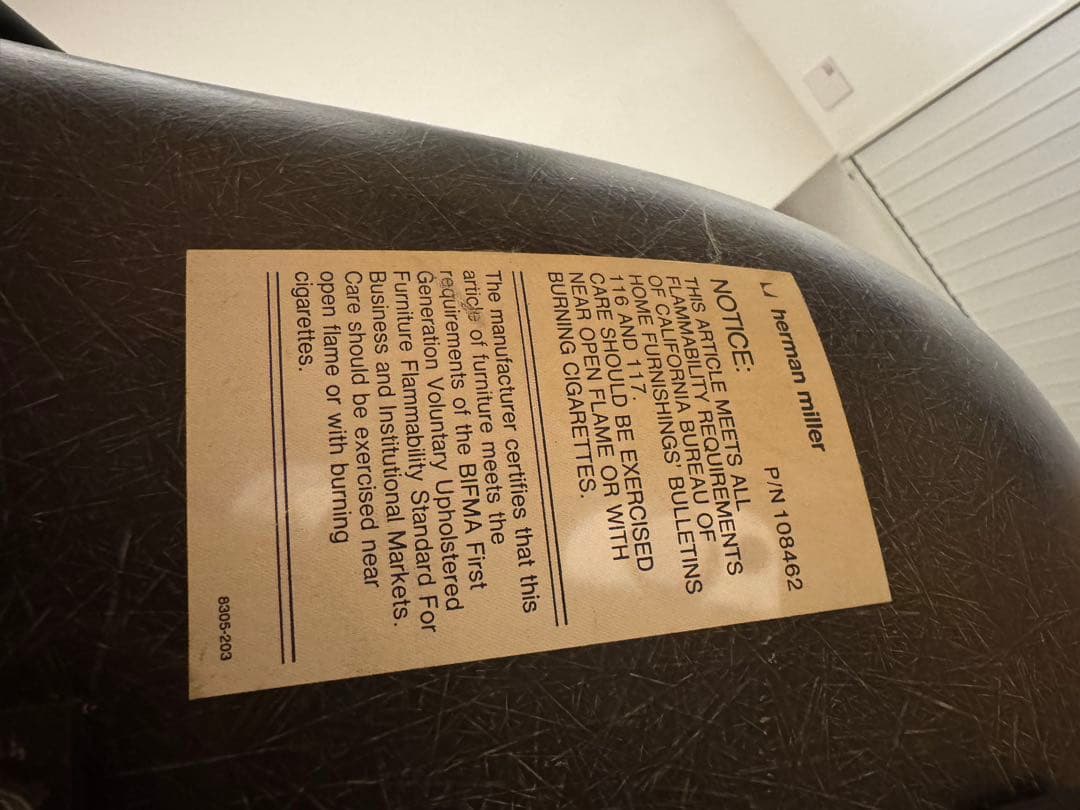 herman miller
P/N 108462
NOTICE:
THIS ARTICLE MEETS ALL
FLAMMABILITY REQUIREMENTS
OF CALIFORNIA BUREAU OF
HOME FURNISHINGS' BULLETINS
116 AND 117.
CARE SHOULD BE EXERCISED
NEAR OPEN FLAME OR WITH
BURNING CIGARETTES.
The manufacturer certifies that this
article of furniture meets the
requirements of the BIFMA First
Generation Voluntary Upholstered
Furniture Flammability Standard For
Business and Institutional Markets.
Care should be exercised near
open flame or with burning
cigarettes.
8305-203